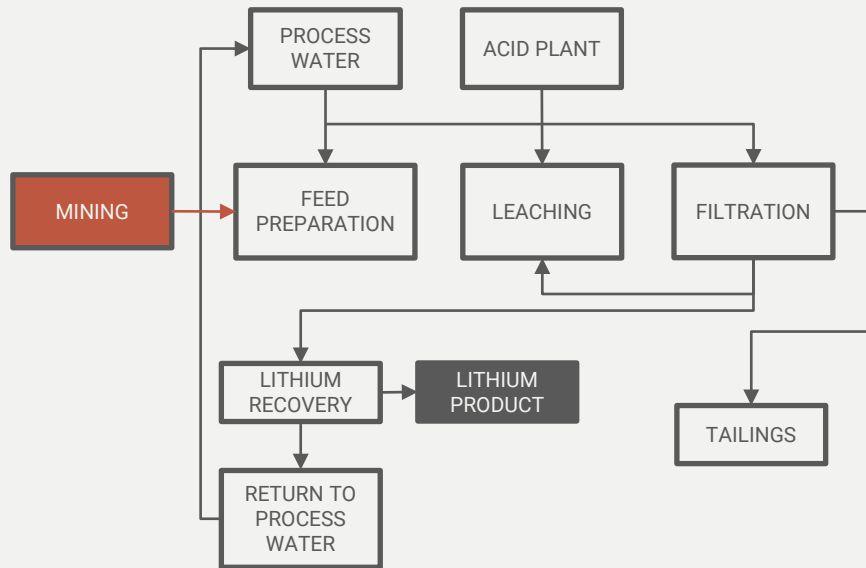 PROCESS
WATER
ACID PLANT
MINING
FEED
PREPARATION
LEACHING
FILTRATION
LITHIUM
RECOVERY
LITHIUM
PRODUCT
TAILINGS
RETURN TO
PROCESS
WATER